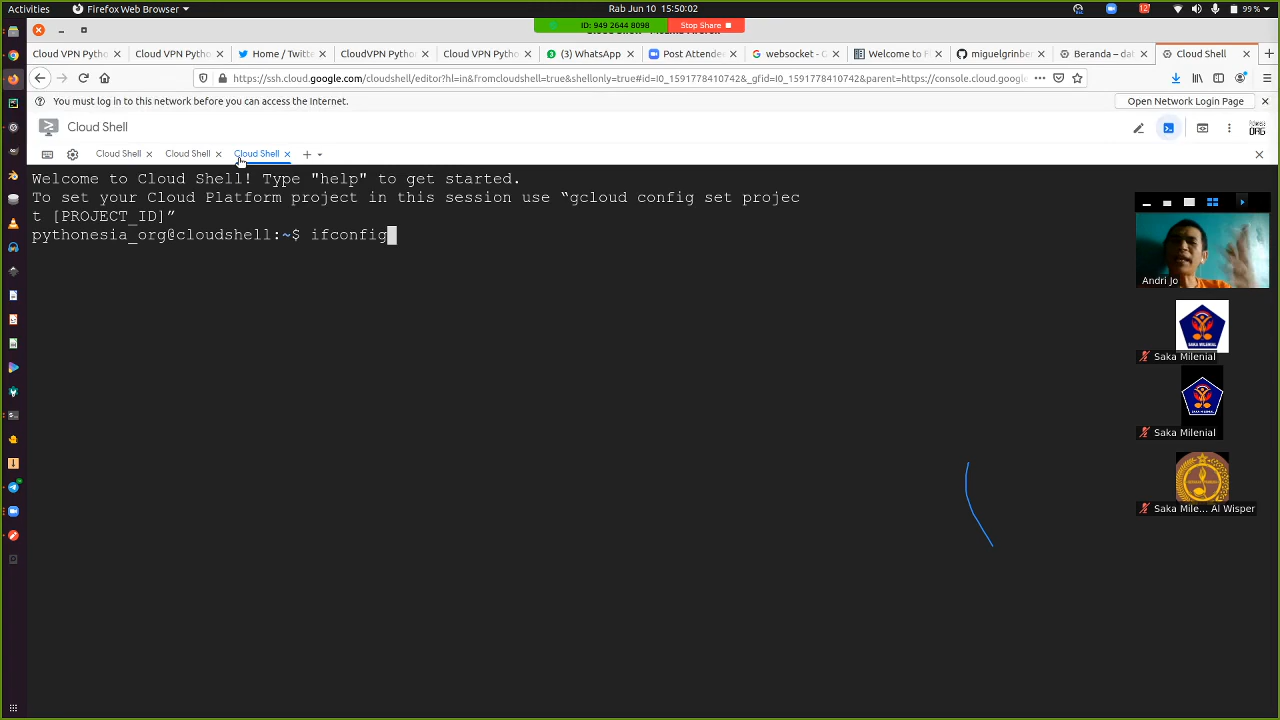 Activities
Firefox Web Browser
Rab Jun 10 15:50:02
99 %
ID: 949 2644 8098
Stop Share
Cloud VPN Pytho
Cloud VPN Python
Home / Twitte
CloudVPN Python
Cloud VPN Pytho
(3) WhatsApp
Post Attende
websocket - G
Welcome to F
miguelgrinber
Beranda – dat
Cloud Shell
https://ssh.cloud.google.com/cloudshell/editor?hl=in&fromcloudshell=true&shellonly=true#id=I0_1591778410742&_gfid=I0_1591778410742&parent=https://console.cloud.google
You must log in to this network before you can access the Internet.
Open Network Login Page
Cloud Shell
Cloud Shell
Cloud Shell
Cloud Shell
Welcome to Cloud Shell! Type "help" to get started.
To set your Cloud Platform project in this session use “gcloud config set projec
t [PROJECT_ID]”
pythonesia_org@cloudshell:~$ ifconfig
Andri Jo
SAKA MILENIAL
Saka Milenial
Saka Milenial
Saka Mile... Al Wisper